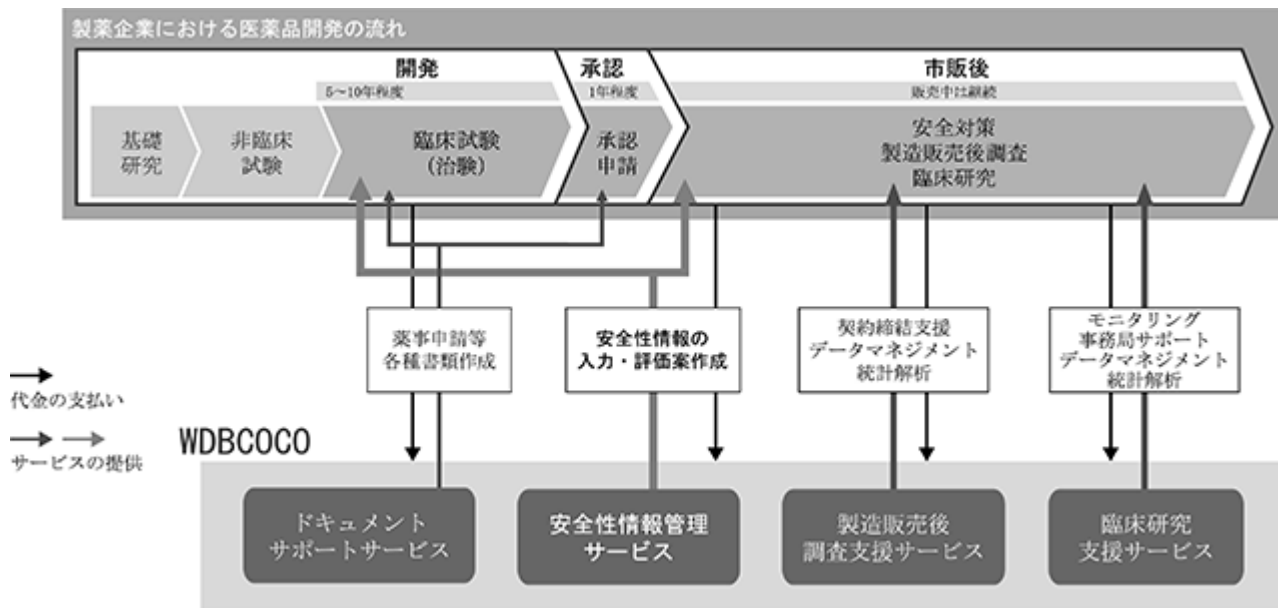 製薬企業における医薬品開発の流れ
開発
承認
市販後
5～10年程度
1年程度
販売中は継続
基礎
研究
非臨床
試験
臨床試験
(治験)
承認
申請
安全対策
製造販売後調査
臨床研究
薬事申請等
各種書類作成
安全性情報の
入力・評価案作成
契約締結支援
データマネジメント
統計解析
モニタリング
事務局サポート
データマネジメント
統計解析
代金の支払い
サービスの提供
WDBCOCO
ドキュメント
サポートサービス
安全性情報管理
サービス
製造販売後
調査支援サービス
臨床研究
支援サービス